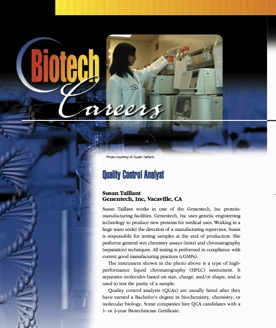 Biotech
Careers
Photo courtesy of Susan Taillant.
Quality Control Analyst
Susan Taillant
Genentech, Inc, Vacaville, CA
Susan Taillant works in one of the Genentech, Inc protein-
manufacturing facilities. Genentech, Inc uses genetic engineering
technology to produce new proteins for medical uses. Working in a
large team under the direction of a manufacturing supervisor, Susan
is responsible for testing samples at the end of production. She
performs general wet chemistry assays (tests) and chromatography
(separation) techniques. All testing is performed in compliance with
current good manufacturing practices (cGMPs).
The instrument shown in the photo above is a type of high-
performance liquid chromatography (HPLC) instrument. It
separates molecules based on size, charge, and/or shape, and is
used to test the purity of a sample.
Quality control analysts (QCAs) are usually hired after they
have earned a Bachelor's degree in biochemistry, chemistry, or
molecular biology. Some companies hire QCA candidates with a
1- or 2-year Biotechnician Certificate.